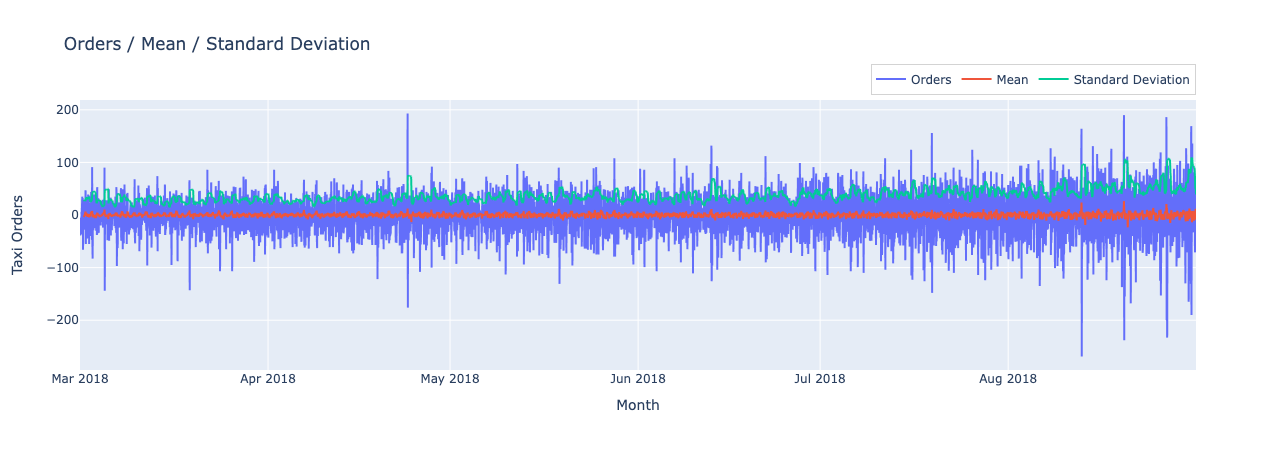 Orders / Mean / Standard Deviation
Orders Mean Standard Deviation
200
100
0
−100
−200
Taxi Orders
Mar 2018 Apr 2018 May 2018 Jun 2018 Jul 2018 Aug 2018
Month